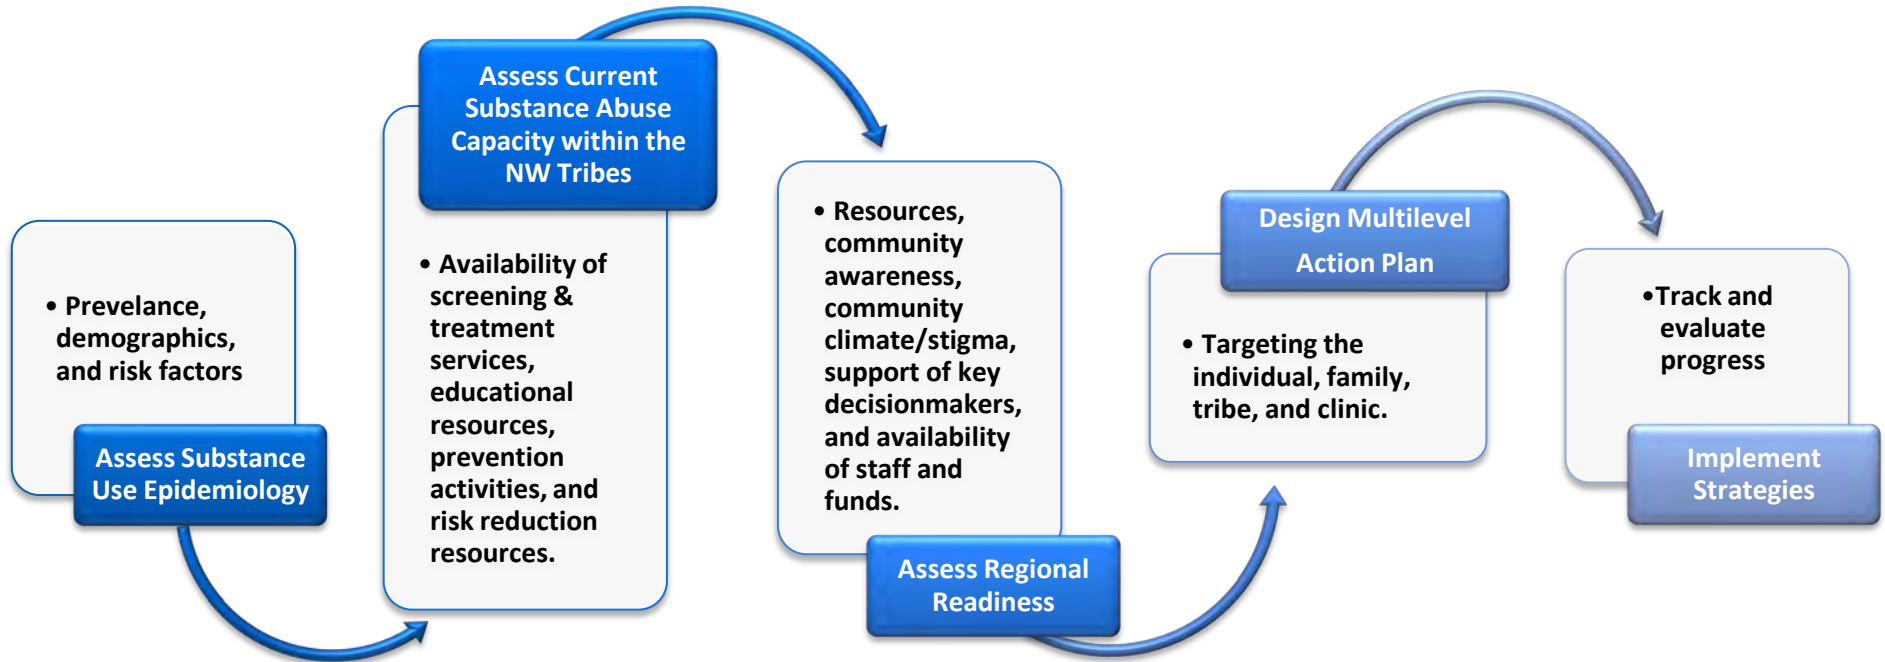 • Prevelance,
demographics,
and risk factors
Assess Substance
Use Epidemiology
Assess Current
Substance Abuse
Capacity within the
NW Tribes
• Availability of
screening &
treatment
services,
educational
resources,
prevention
activities, and
risk reduction
resources.
• Resources,
community
awareness,
community
climate/stigma,
support of key
decisionmakers,
and availability
of staff and
funds.
Assess Regional
Readiness
Design Multilevel
Action Plan
• Targeting the
individual, family,
tribe, and clinic.
•Track and
evaluate
progress
Implement
Strategies